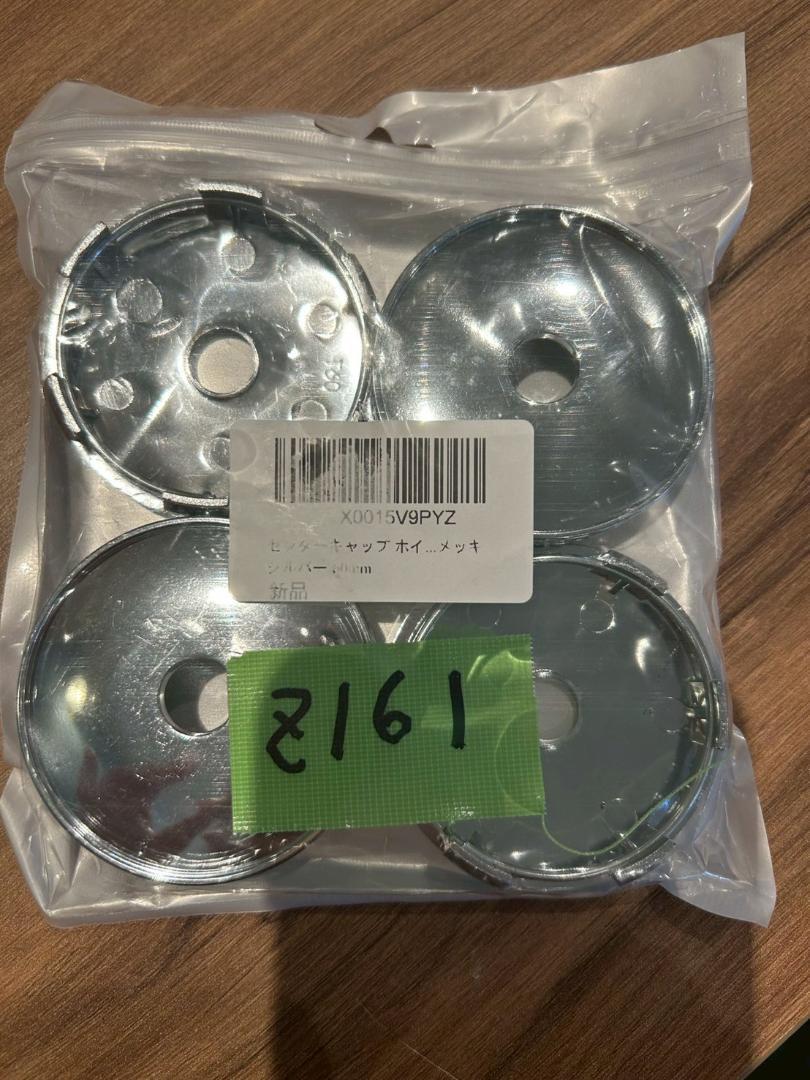 X0015V9PYZ
センターキャップ ホイ...メッキ
シルバー 60mm
新品
Z161